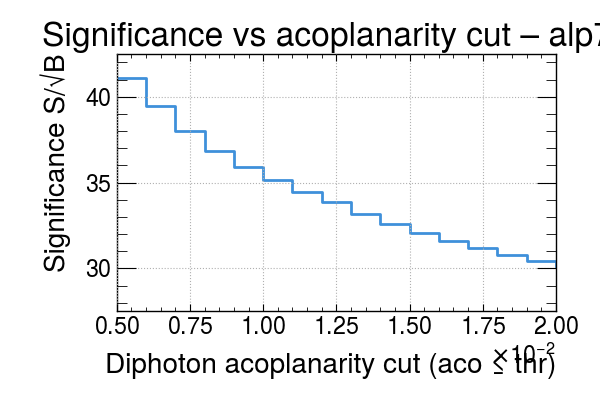 Significance vs acoplanarity cut – alp7
Significance S/√B
40
35
30
0.50 0.75 1.00 1.25 1.50 1.75 2.00
×10⁻²
Diphoton acoplanarity cut (aco ≤ thr)